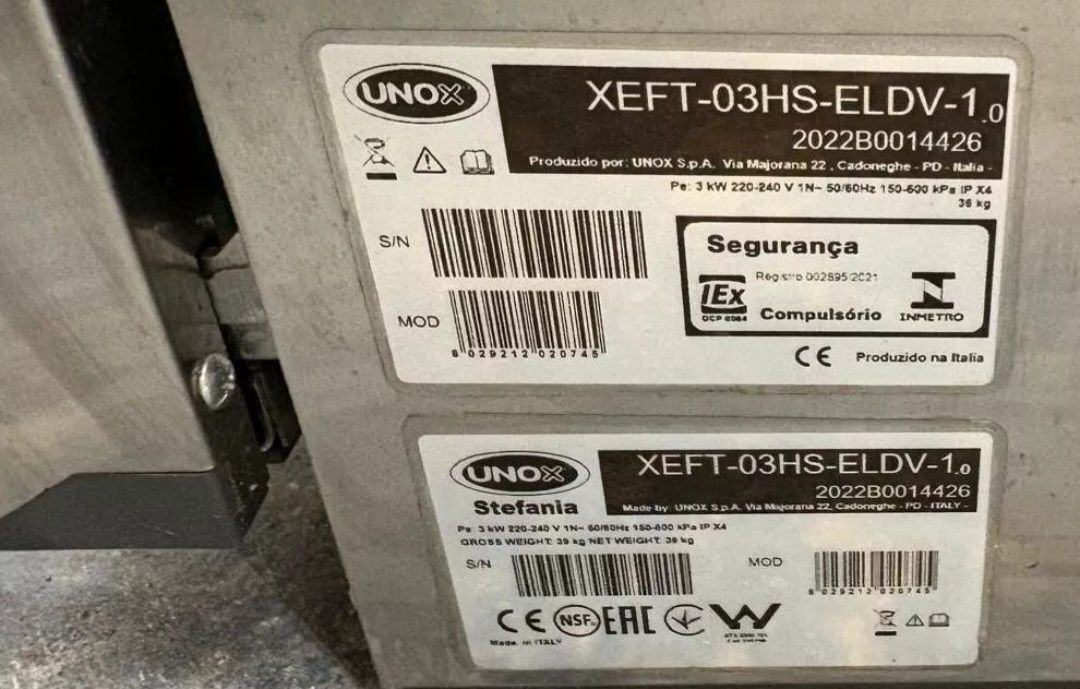 UNOX
XEFT-03HS-ELDV-1.0
2022B0014426
Produzido por: UNOX S.p.A. Via Majorana 22 , Cadoneghe - PD - Italia -
Pe: 3 kW 220-240 V 1N~ 50/60Hz 150-600 kPa IP X4
36 kg
S/N
MOD
8 029212 020745
Segurança
Registro 002895/2021
IEx
OCP 0064
Compulsório
INMETRO
CE Produzido na Italia
UNOX
Stefania
XEFT-03HS-ELDV-1.0
2022B0014426
Made by: UNOX S.p.A. Via Majorana 22, Cadoneghe - PD - ITALY -
Pe: 3 kW 220-240 V 1N~ 50/60Hz 150-600 kPa IP X4
GROSS WEIGHT: 39 kg NET WEIGHT: 36 kg
S/N
MOD
8 029212 020745
CE NSF EAC
Made in ITALY